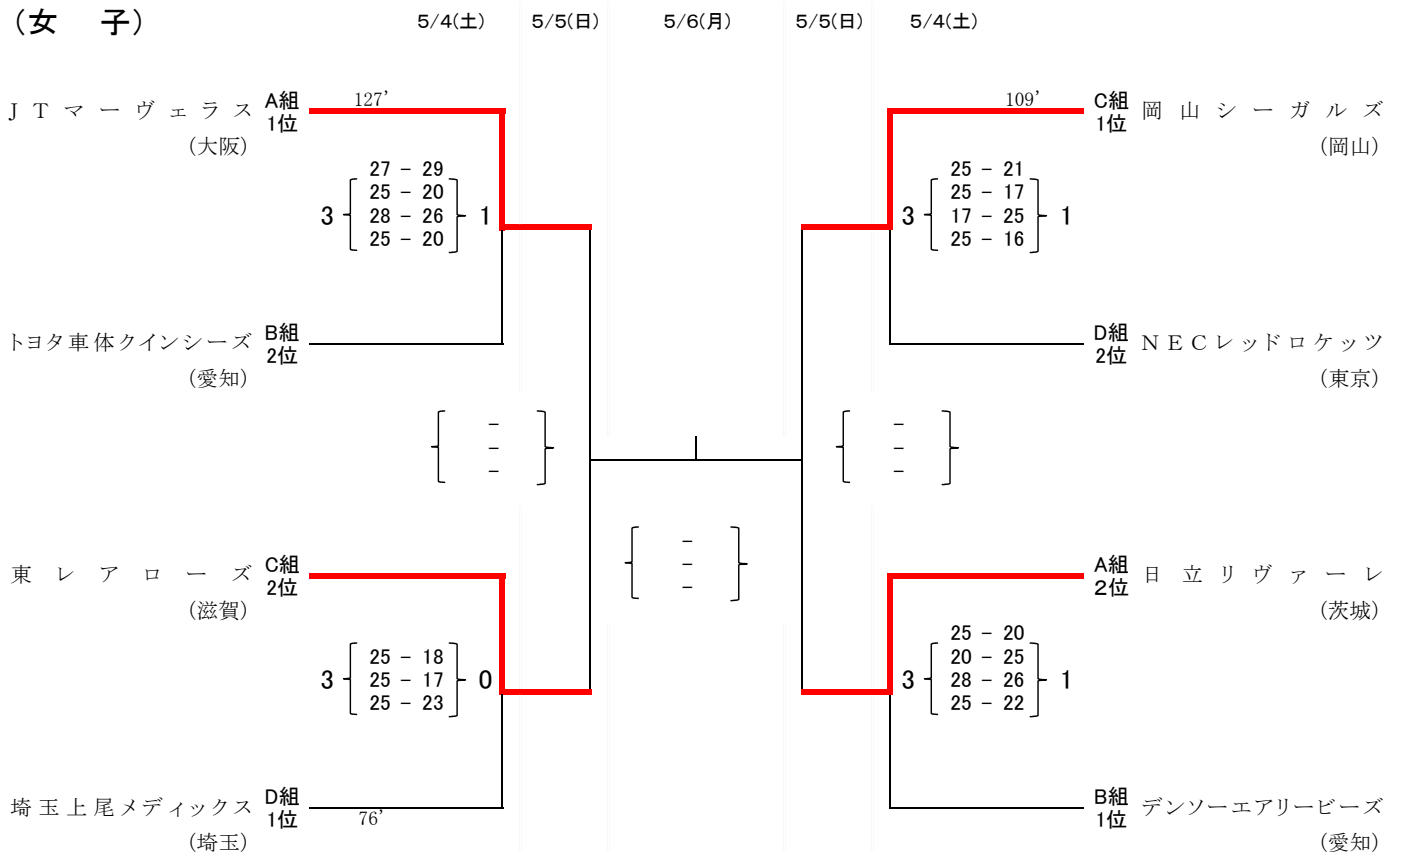 (女　子)
5/4(土) 5/5(日) 5/6(月) 5/5(日) 5/4(土)
JTマーヴェラス A組 1位 127’
(大阪)
27 － 29
25 － 20
3 28 － 26 1
25 － 20
トヨタ車体クインシーズ B組 2位
(愛知)
－
－
－
東レアローズ C組 2位
(滋賀)
25 － 18
3 25 － 17 0
25 － 23
埼玉上尾メディックス D組 1位 76’
(埼玉)
－
－
－
109’ C組 1位 岡山シーガルズ
(岡山)
25 － 21
25 － 17
3 17 － 25 1
25 － 16
D組 2位 NECレッドロケッツ
(東京)
－
－
－
A組 2位 日立リヴァーレ
(茨城)
25 － 20
20 － 25
3 28 － 26 1
25 － 22
B組 1位 デンソーエアリービーズ
(愛知)